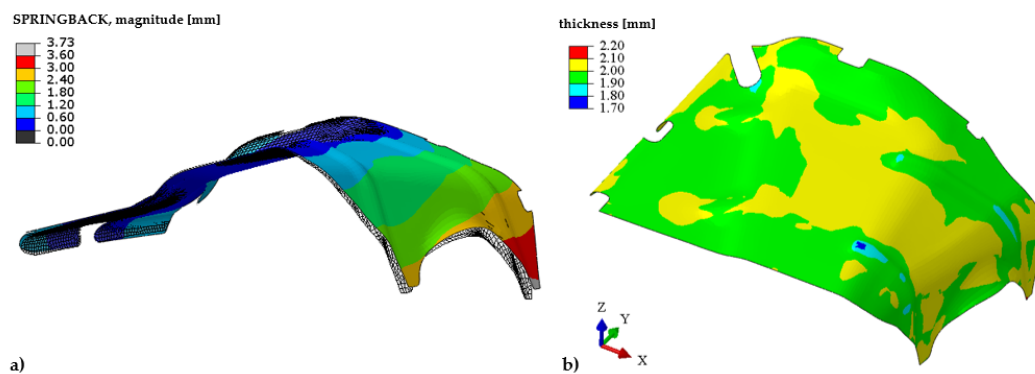 SPRINGBACK, magnitude [mm]
3.73
3.60
3.00
2.40
1.80
1.20
0.60
0.00
0.00
a)
thickness [mm]
2.20
2.10
2.00
1.90
1.80
1.70
Z
Y
X
b)